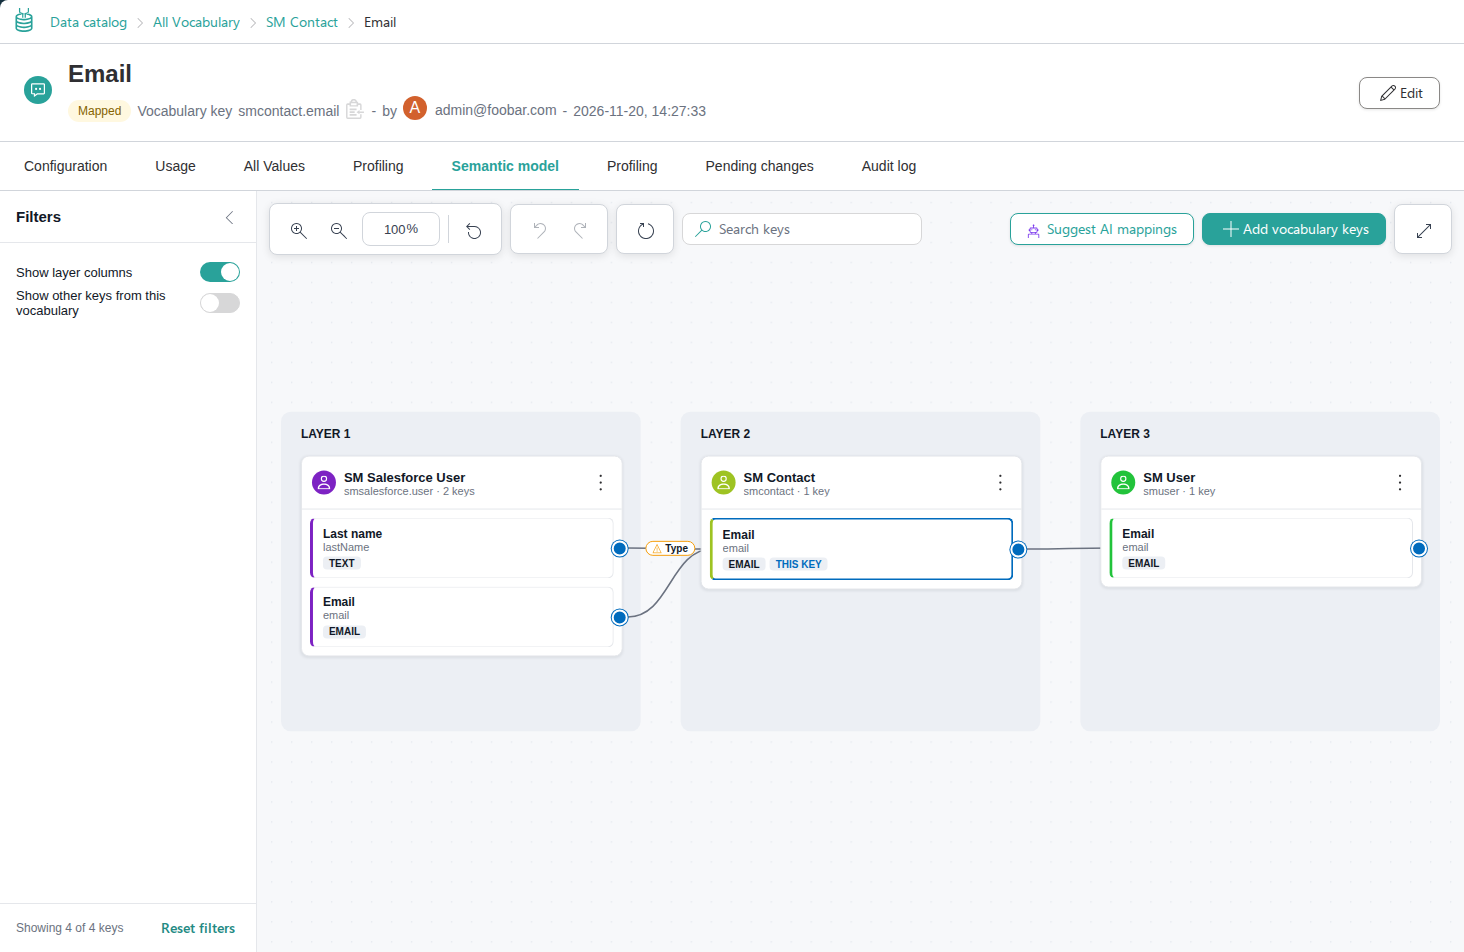 Data catalog > All Vocabulary > SM Contact > Email
Email
Mapped Vocabulary key smcontact.email - by A admin@foobar.com - 2026-11-20, 14:27:33
Edit
Configuration Usage All Values Profiling Semantic model Profiling Pending changes Audit log
Filters
100%
Search keys
Suggest AI mappings
Add vocabulary keys
Show layer columns
Show other keys from this
vocabulary
LAYER 1
SM Salesforce User
smsalesforce.user · 2 keys
Last name
lastName
TEXT
Email
email
EMAIL
Type
LAYER 2
SM Contact
smcontact · 1 key
Email
email
EMAIL THIS KEY
LAYER 3
SM User
smuser · 1 key
Email
email
EMAIL
Showing 4 of 4 keys
Reset filters